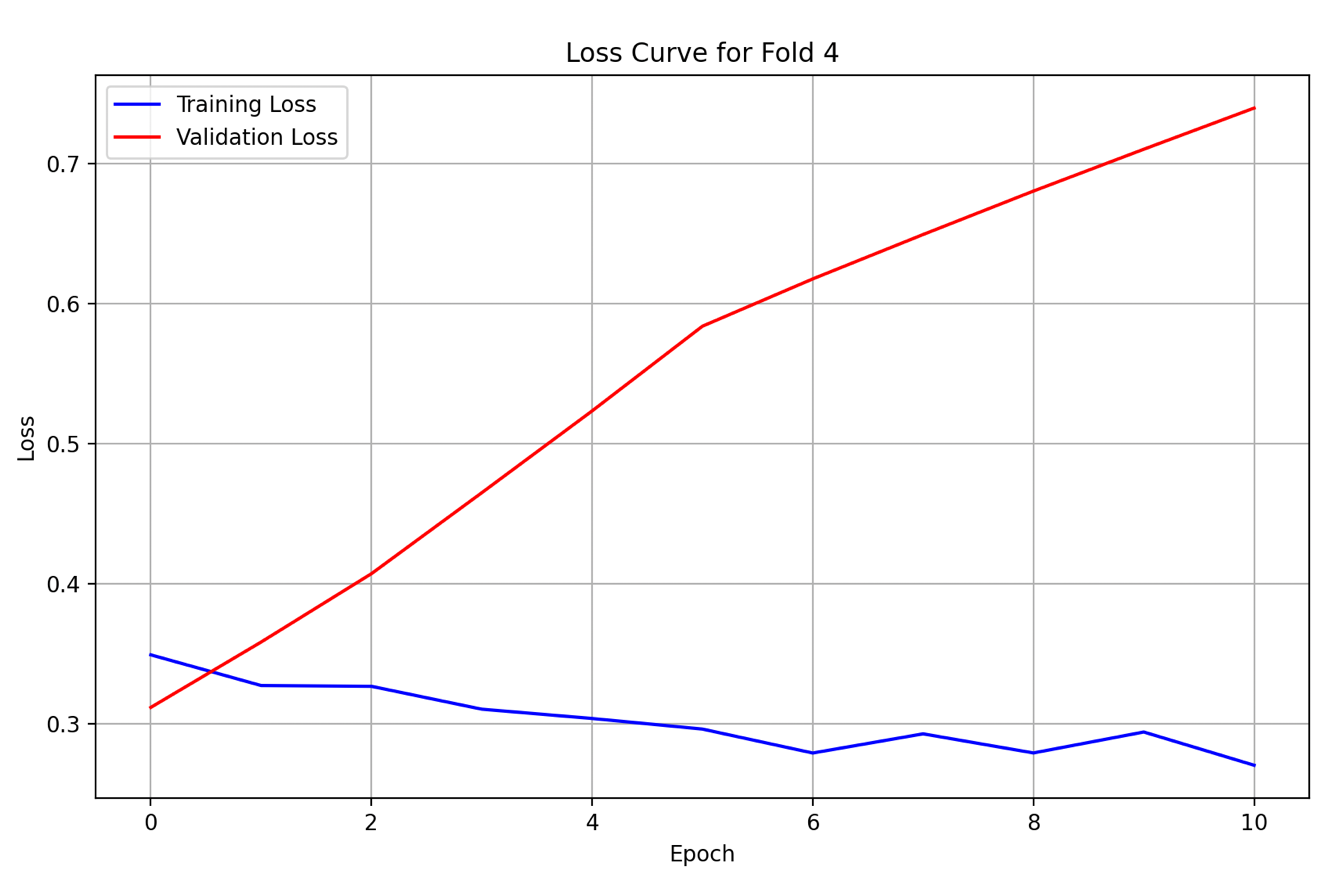 Loss Curve for Fold 4
Training Loss
Validation Loss
0.7
0.6
0.5
0.4
0.3
Loss
0 2 4 6 8 10
Epoch